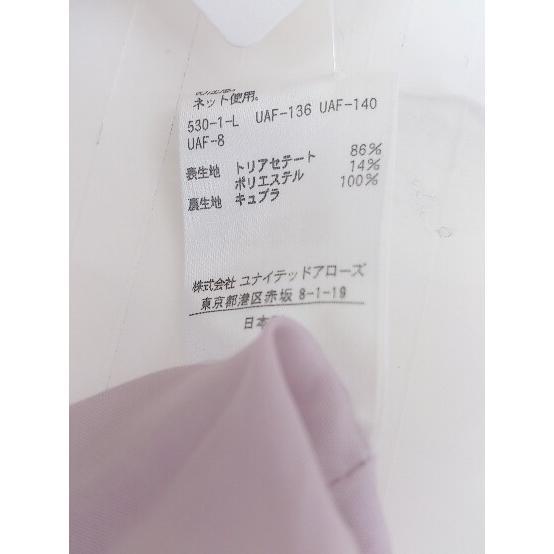 ネット使用。
530-1-L UAF-136 UAF-140
UAF-8
表生地 トリアセテート 86%
ポリエステル 14%
裏生地 キュプラ 100%
株式会社 ユナイテッドアローズ
東京都港区赤坂 8-1-19
日本